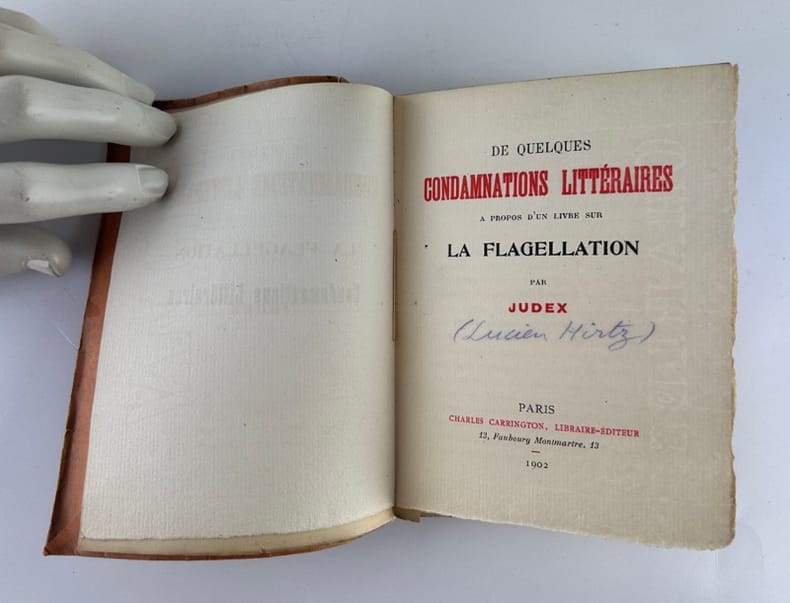 DE QUELQUES
CONDAMNATIONS LITTÉRAIRES
A PROPOS D'UN LIVRE SUR
LA FLAGELLATION
PAR
JUDEX
(Lucien Hirtz)
PARIS
CHARLES CARRINGTON, LIBRAIRE-ÉDITEUR
13, Faubourg Montmartre, 13
1902